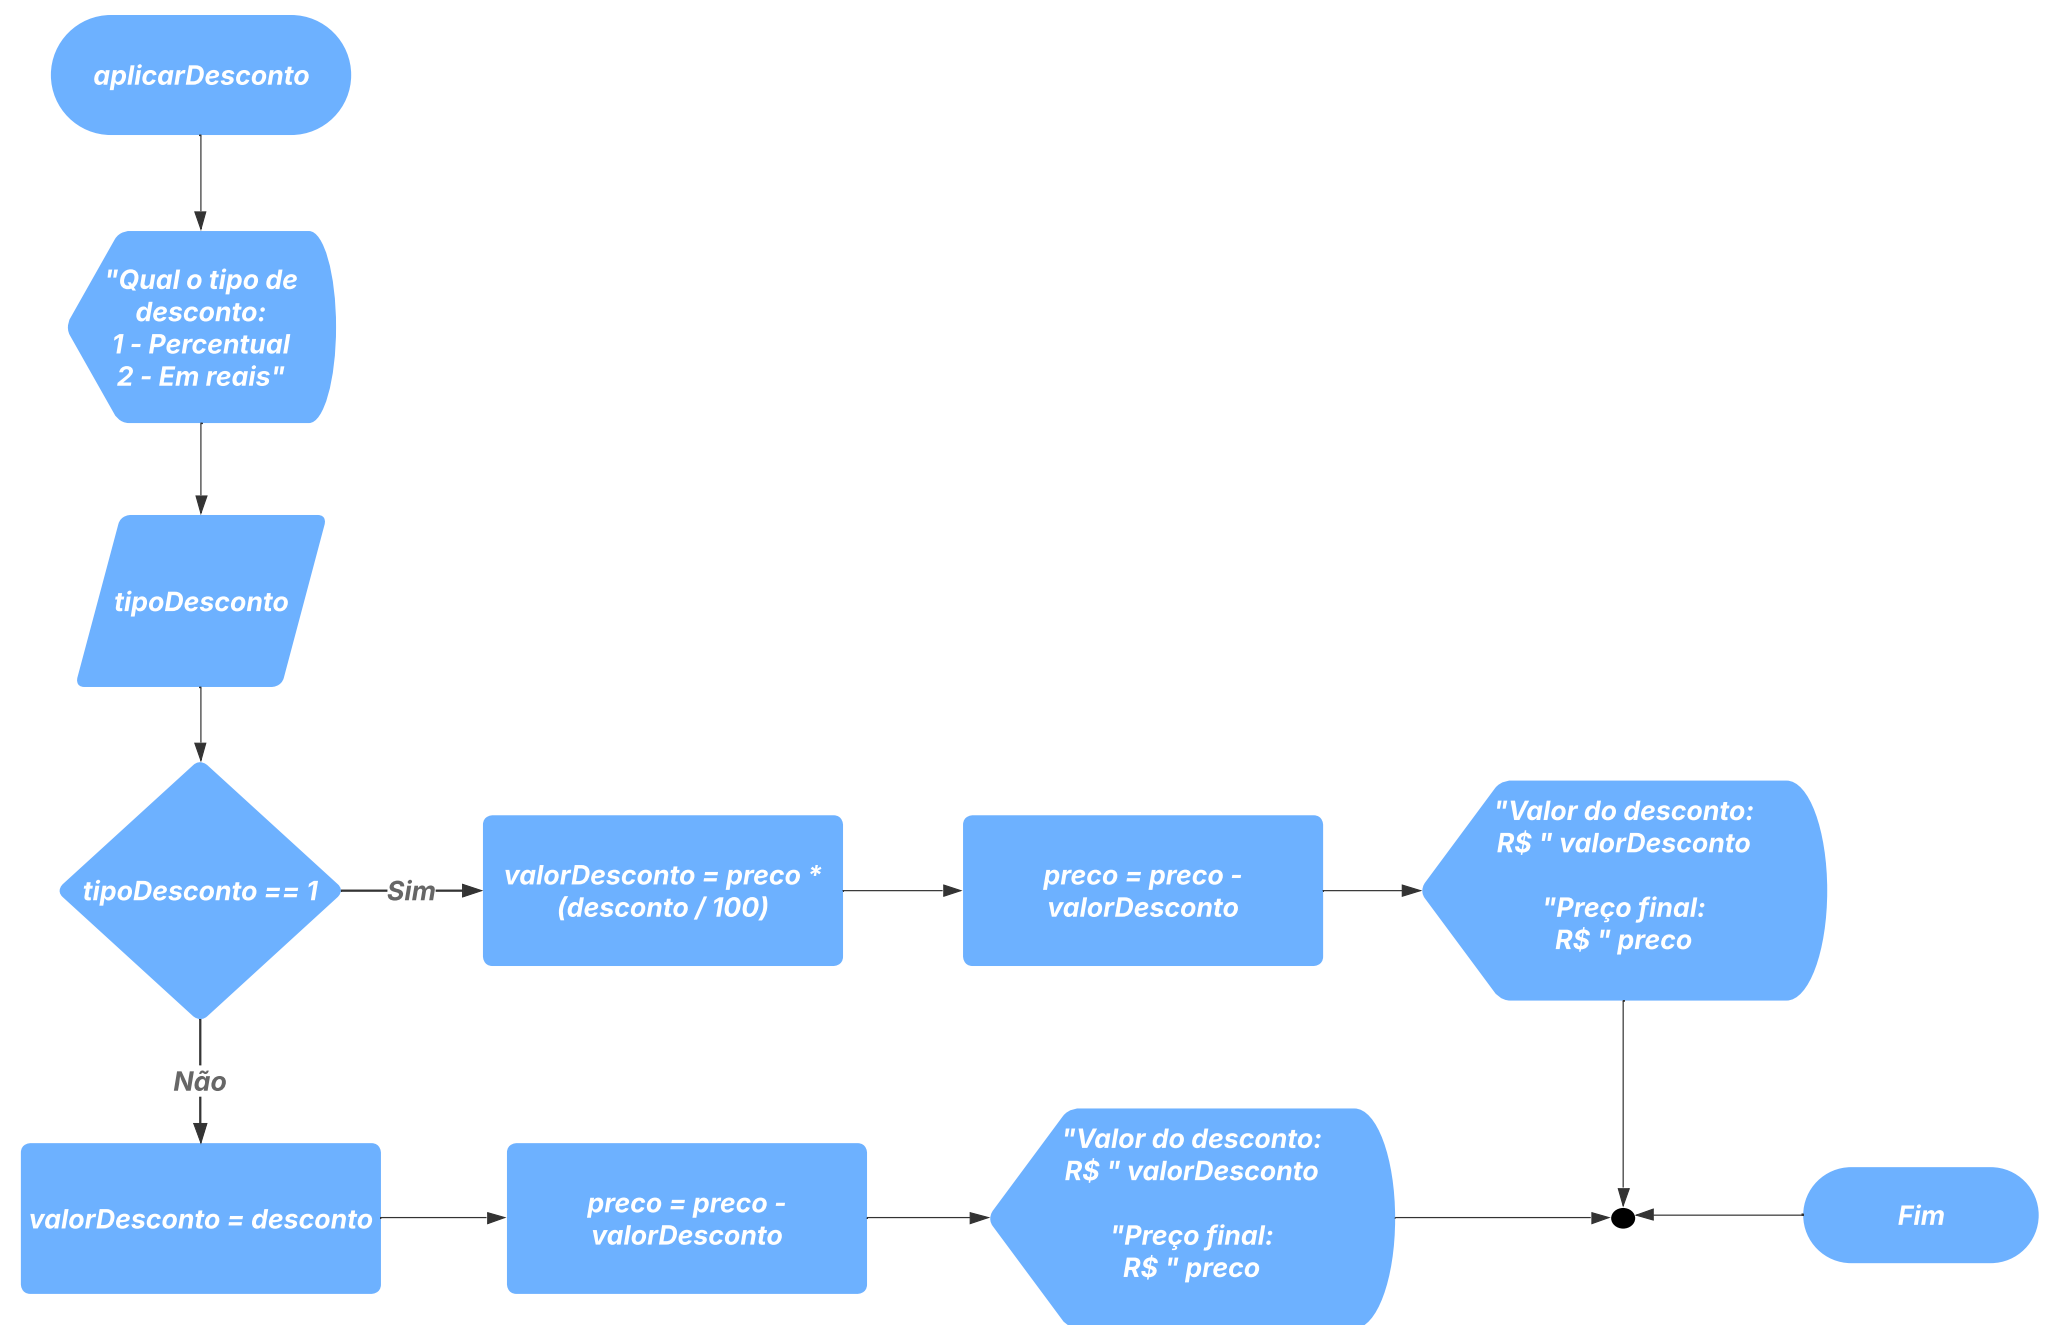 aplicarDesconto
"Qual o tipo de
desconto:
1 - Percentual
2 - Em reais"
tipoDesconto
tipoDesconto == 1
Sim
valorDesconto = preco *
(desconto / 100)
preco = preco -
valorDesconto
"Valor do desconto:
R$ " valorDesconto
"Preço final:
R$ " preco
Não
valorDesconto = desconto
preco = preco -
valorDesconto
"Valor do desconto:
R$ " valorDesconto
"Preço final:
R$ " preco
Fim